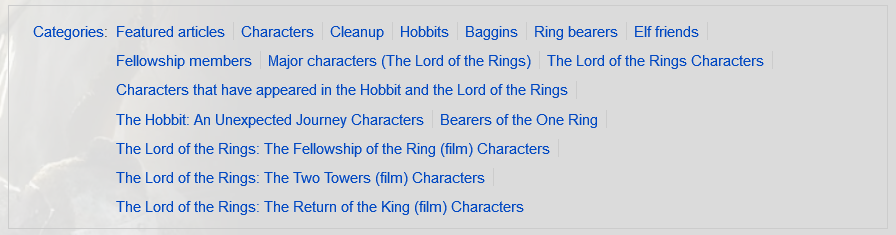 Categories: Featured articles Characters Cleanup Hobbits Baggins Ring bearers Elf friends
Fellowship members Major characters (The Lord of the Rings) The Lord of the Rings Characters
Characters that have appeared in the Hobbit and the Lord of the Rings
The Hobbit: An Unexpected Journey Characters Bearers of the One Ring
The Lord of the Rings: The Fellowship of the Ring (film) Characters
The Lord of the Rings: The Two Towers (film) Characters
The Lord of the Rings: The Return of the King (film) Characters